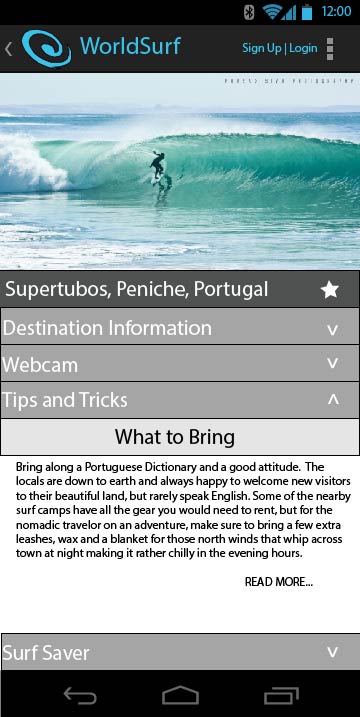 12:00
WorldSurf
Sign Up | Login
Supertubos, Peniche, Portugal
Destination Information
Webcam
Tips and Tricks
What to Bring
Bring along a Portuguese Dictionary and a good attitude. The
locals are down to earth and always happy to welcome new visitors
to their beautiful land, but rarely speak English. Some of the nearby
surf camps have all the gear you would need to rent, but for the
nomadic travelor on an adventure, make sure to bring a few extra
leashes, wax and a blanket for those north winds that whip across
town at night making it rather chilly in the evening hours.
READ MORE...
Surf Saver